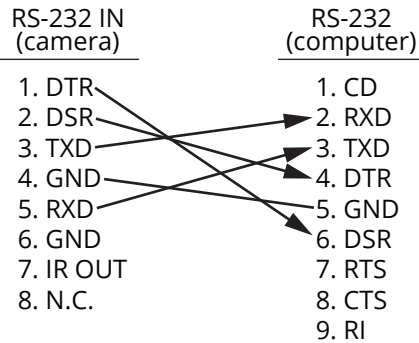 RS-232 IN
(camera)
1. DTR
2. DSR
3. TXD
4. GND
5. RXD
6. GND
7. IR OUT
8. N.C.
RS-232
(computer)
1. CD
2. RXD
3. TXD
4. DTR
5. GND
6. DSR
7. RTS
8. CTS
9. RI